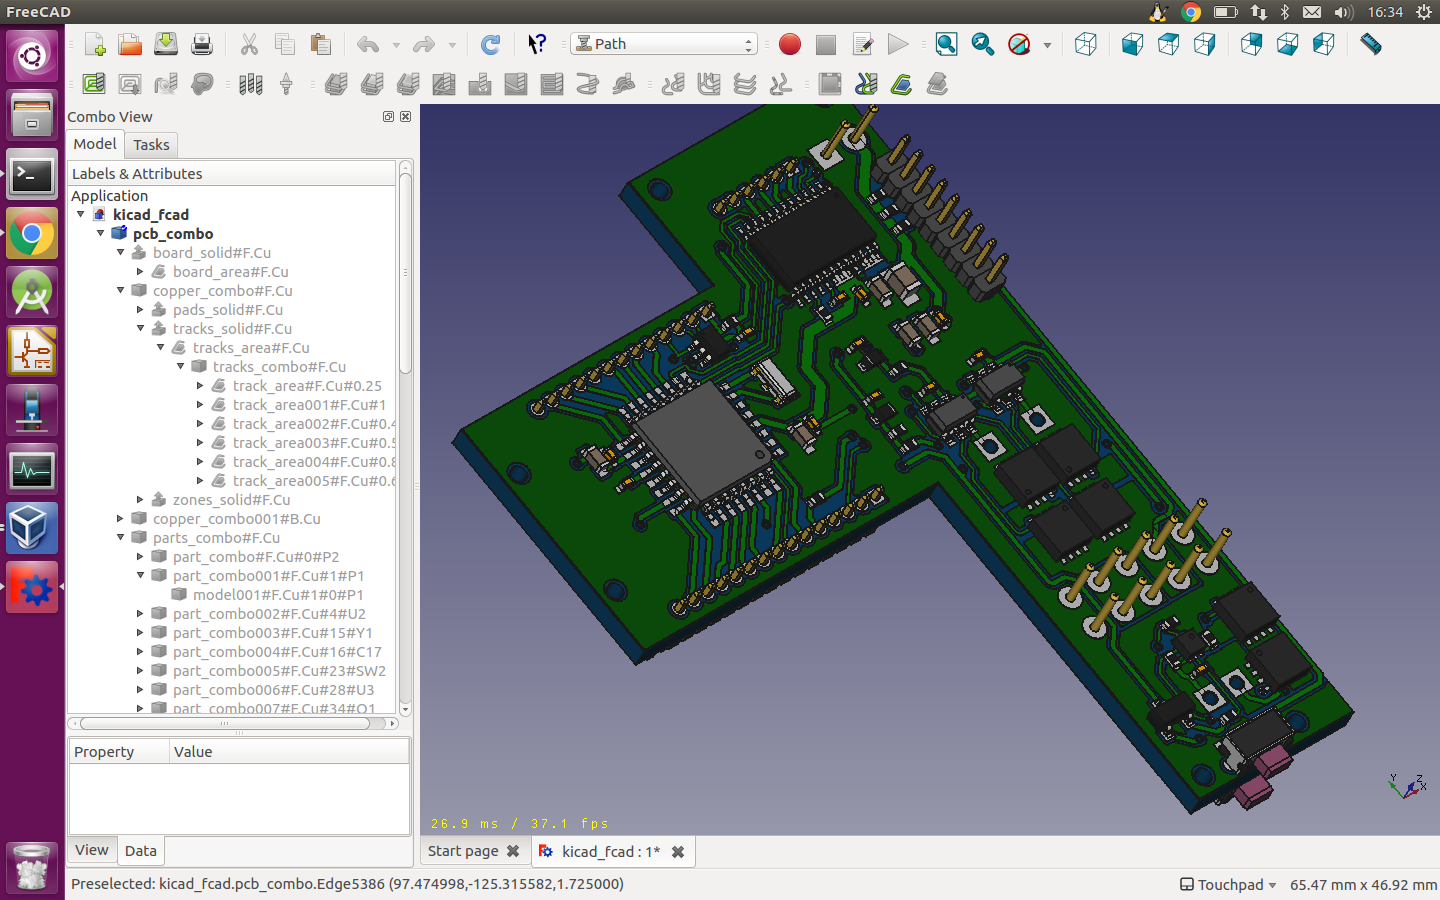 FreeCAD
16:34
Path
Combo View
Model
Tasks
Labels & Attributes
Application
kicad_fcad
pcb_combo
board_solid#F.Cu
board_area#F.Cu
copper_combo#F.Cu
pads_solid#F.Cu
tracks_solid#F.Cu
tracks_area#F.Cu
tracks_combo#F.Cu
track_area#F.Cu#0.25
track_area001#F.Cu#1
track_area002#F.Cu#0.4
track_area003#F.Cu#0.5
track_area004#F.Cu#0.8
track_area005#F.Cu#0.6
zones_solid#F.Cu
copper_combo001#B.Cu
parts_combo#F.Cu
part_combo#F.Cu#0#P2
part_combo001#F.Cu#1#P1
model001#F.Cu#1#0#P1
part_combo002#F.Cu#4#U2
part_combo003#F.Cu#15#Y1
part_combo004#F.Cu#16#C17
part_combo005#F.Cu#23#SW2
part_combo006#F.Cu#28#U3
part_combo007#F.Cu#34#Q1
Property
Value
View
Data
Y
Z
X
26.9 ms / 37.1 fps
Start page
kicad_fcad : 1*
Preselected: kicad_fcad.pcb_combo.Edge5386 (97.474998,-125.315582,1.725000)
Touchpad
65.47 mm x 46.92 mm